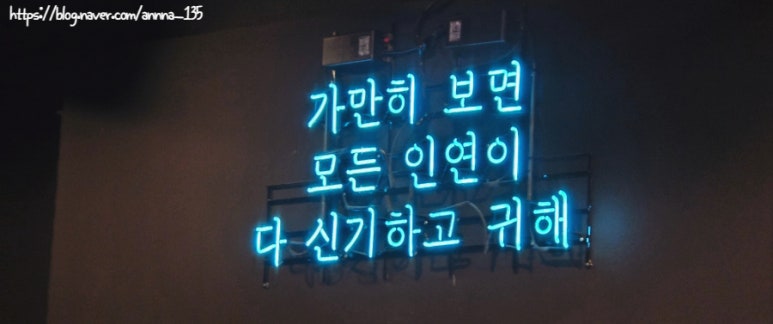 https://blog.naver.com/annna_135
가만히 보면
모든 인연이
다 신기하고 귀해.